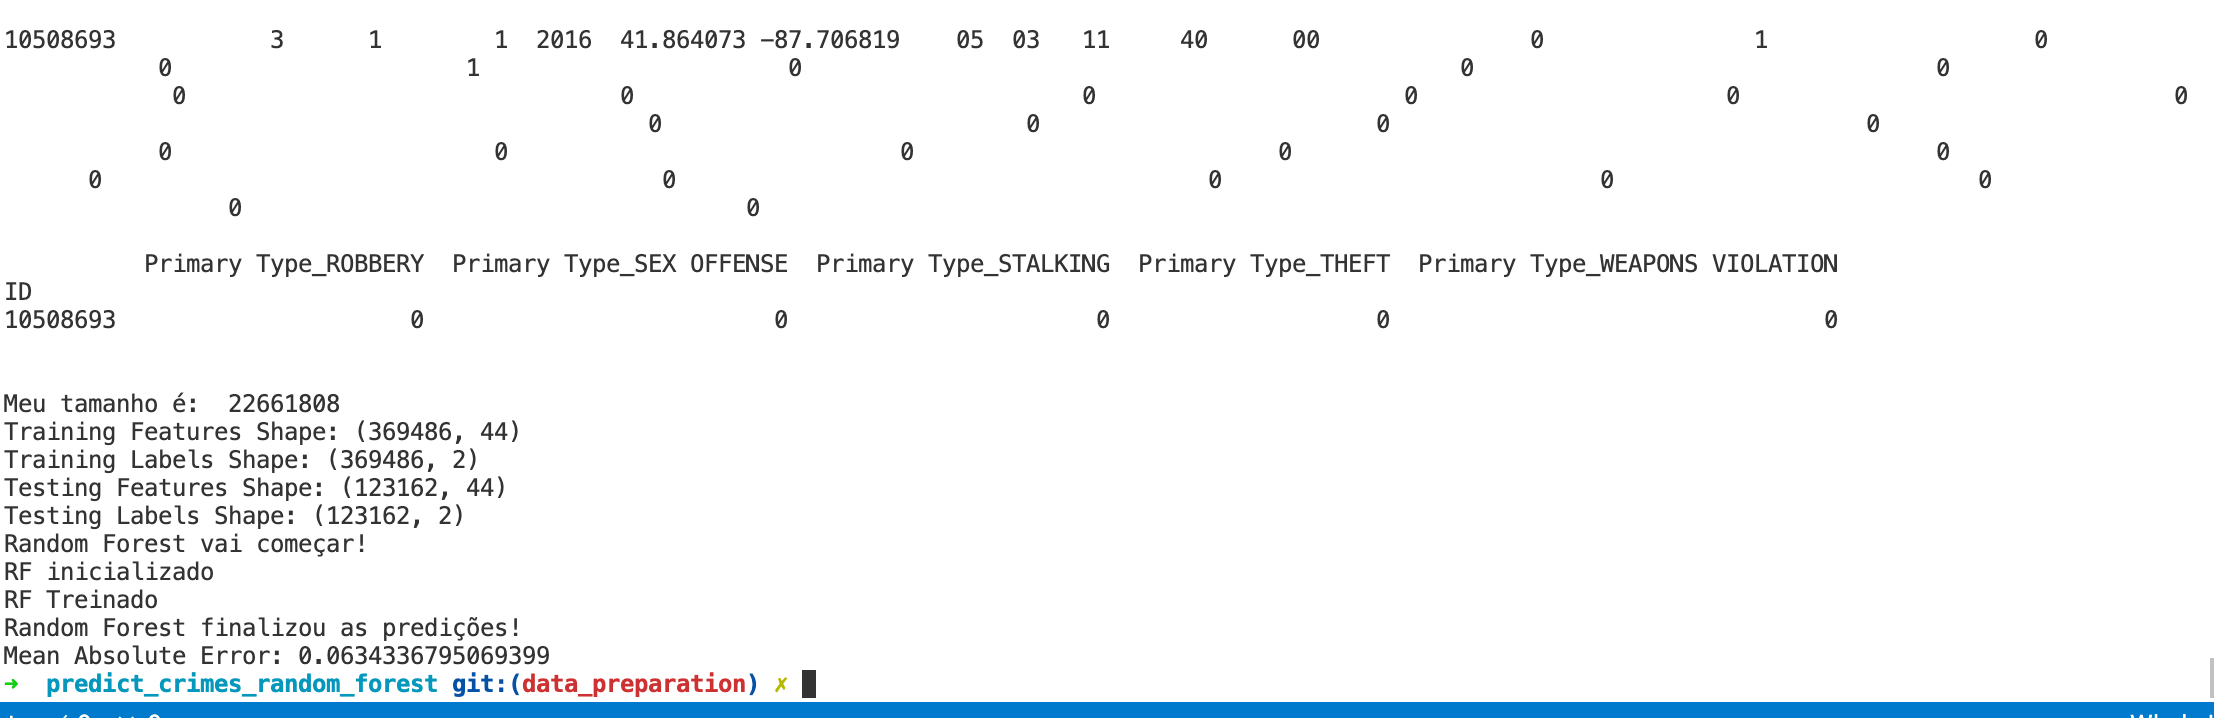 10508693 3 1 1 2016 41.864073 -87.706819 05 03 11 40 00 0 1 0
0 1 0 0 0
0 0 0 0 0 0
0 0 0 0
0 0 0 0 0
0 0 0 0 0
0 0
Primary Type_ROBBERY Primary Type_SEX OFFENSE Primary Type_STALKING Primary Type_THEFT Primary Type_WEAPONS VIOLATION
ID
10508693 0 0 0 0 0
Meu tamanho é: 22661808
Training Features Shape: (369486, 44)
Training Labels Shape: (369486, 2)
Testing Features Shape: (123162, 44)
Testing Labels Shape: (123162, 2)
Random Forest vai começar!
RF inicializado
RF Treinado
Random Forest finalizou as predições!
Mean Absolute Error: 0.0634336795069399
➜ predict_crimes_random_forest git:(data_preparation) ✗